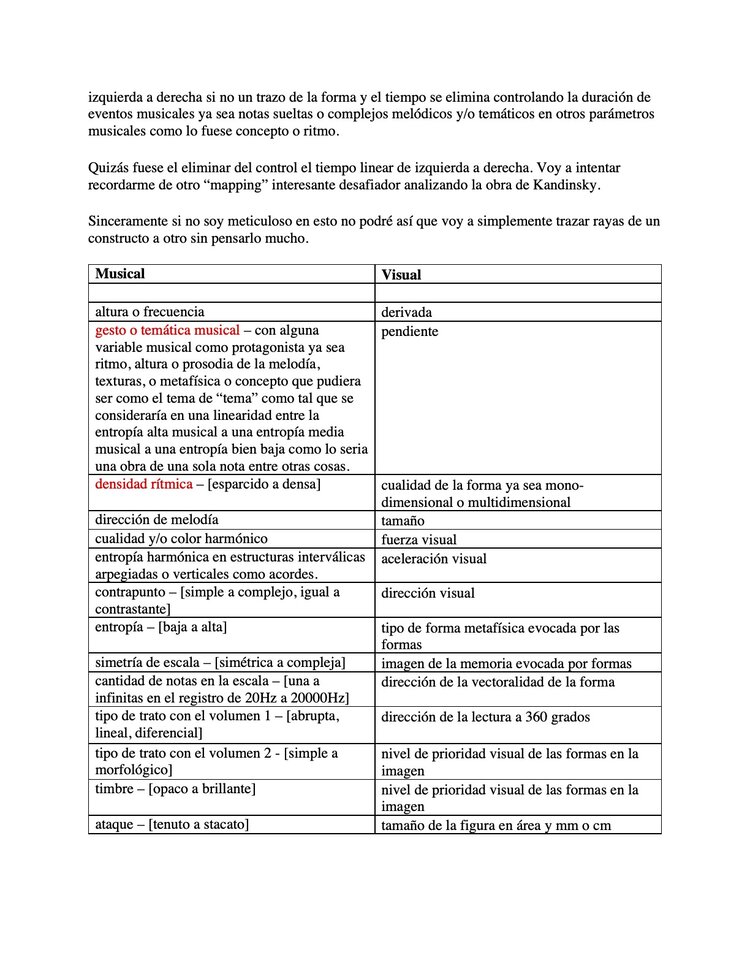 izquierda a derecha si no un trazo de la forma y el tiempo se elimina controlando la duración de
eventos musicales ya sea notas sueltas o complejos melódicos y/o temáticos en otros parámetros
musicales como lo fuese concepto o ritmo.
Quizás fuese el eliminar del control el tiempo linear de izquierda a derecha. Voy a intentar
recordarme de otro “mapping” interesante desafiador analizando la obra de Kandinsky.
Sinceramente si no soy meticuloso en esto no podré así que voy a simplemente trazar rayas de un
constructo a otro sin pensarlo mucho.
Musical
Visual
altura o frecuencia
derivada
gesto o temática musical – con alguna
variable musical como protagonista ya sea
ritmo, altura o prosodia de la melodía,
texturas, o metafísica o concepto que pudiera
ser como el tema de “tema” como tal que se
consideraría en una linearidad entre la
entropía alta musical a una entropía media
musical a una entropía bien baja como lo seria
una obra de una sola nota entre otras cosas.
pendiente
densidad rítmica – [esparcido a densa]
cualidad de la forma ya sea mono-
dimensional o multidimensional
dirección de melodía
tamaño
cualidad y/o color harmónico
fuerza visual
entropía harmónica en estructuras interválicas
arpegiadas o verticales como acordes.
aceleración visual
contrapunto – [simple a complejo, igual a
contrastante]
dirección visual
entropía – [baja a alta]
tipo de forma metafísica evocada por las
formas
simetría de escala – [simétrica a compleja]
imagen de la memoria evocada por formas
cantidad de notas en la escala – [una a
infinitas en el registro de 20Hz a 20000Hz]
dirección de la vectoralidad de la forma
tipo de trato con el volumen 1 – [abrupta,
lineal, diferencial]
dirección de la lectura a 360 grados
tipo de trato con el volumen 2 - [simple a
morfológico]
nivel de prioridad visual de las formas en la
imagen
timbre – [opaco a brillante]
nivel de prioridad visual de las formas en la
imagen
ataque – [tenuto a stacato]
tamaño de la figura en área y mm o cm